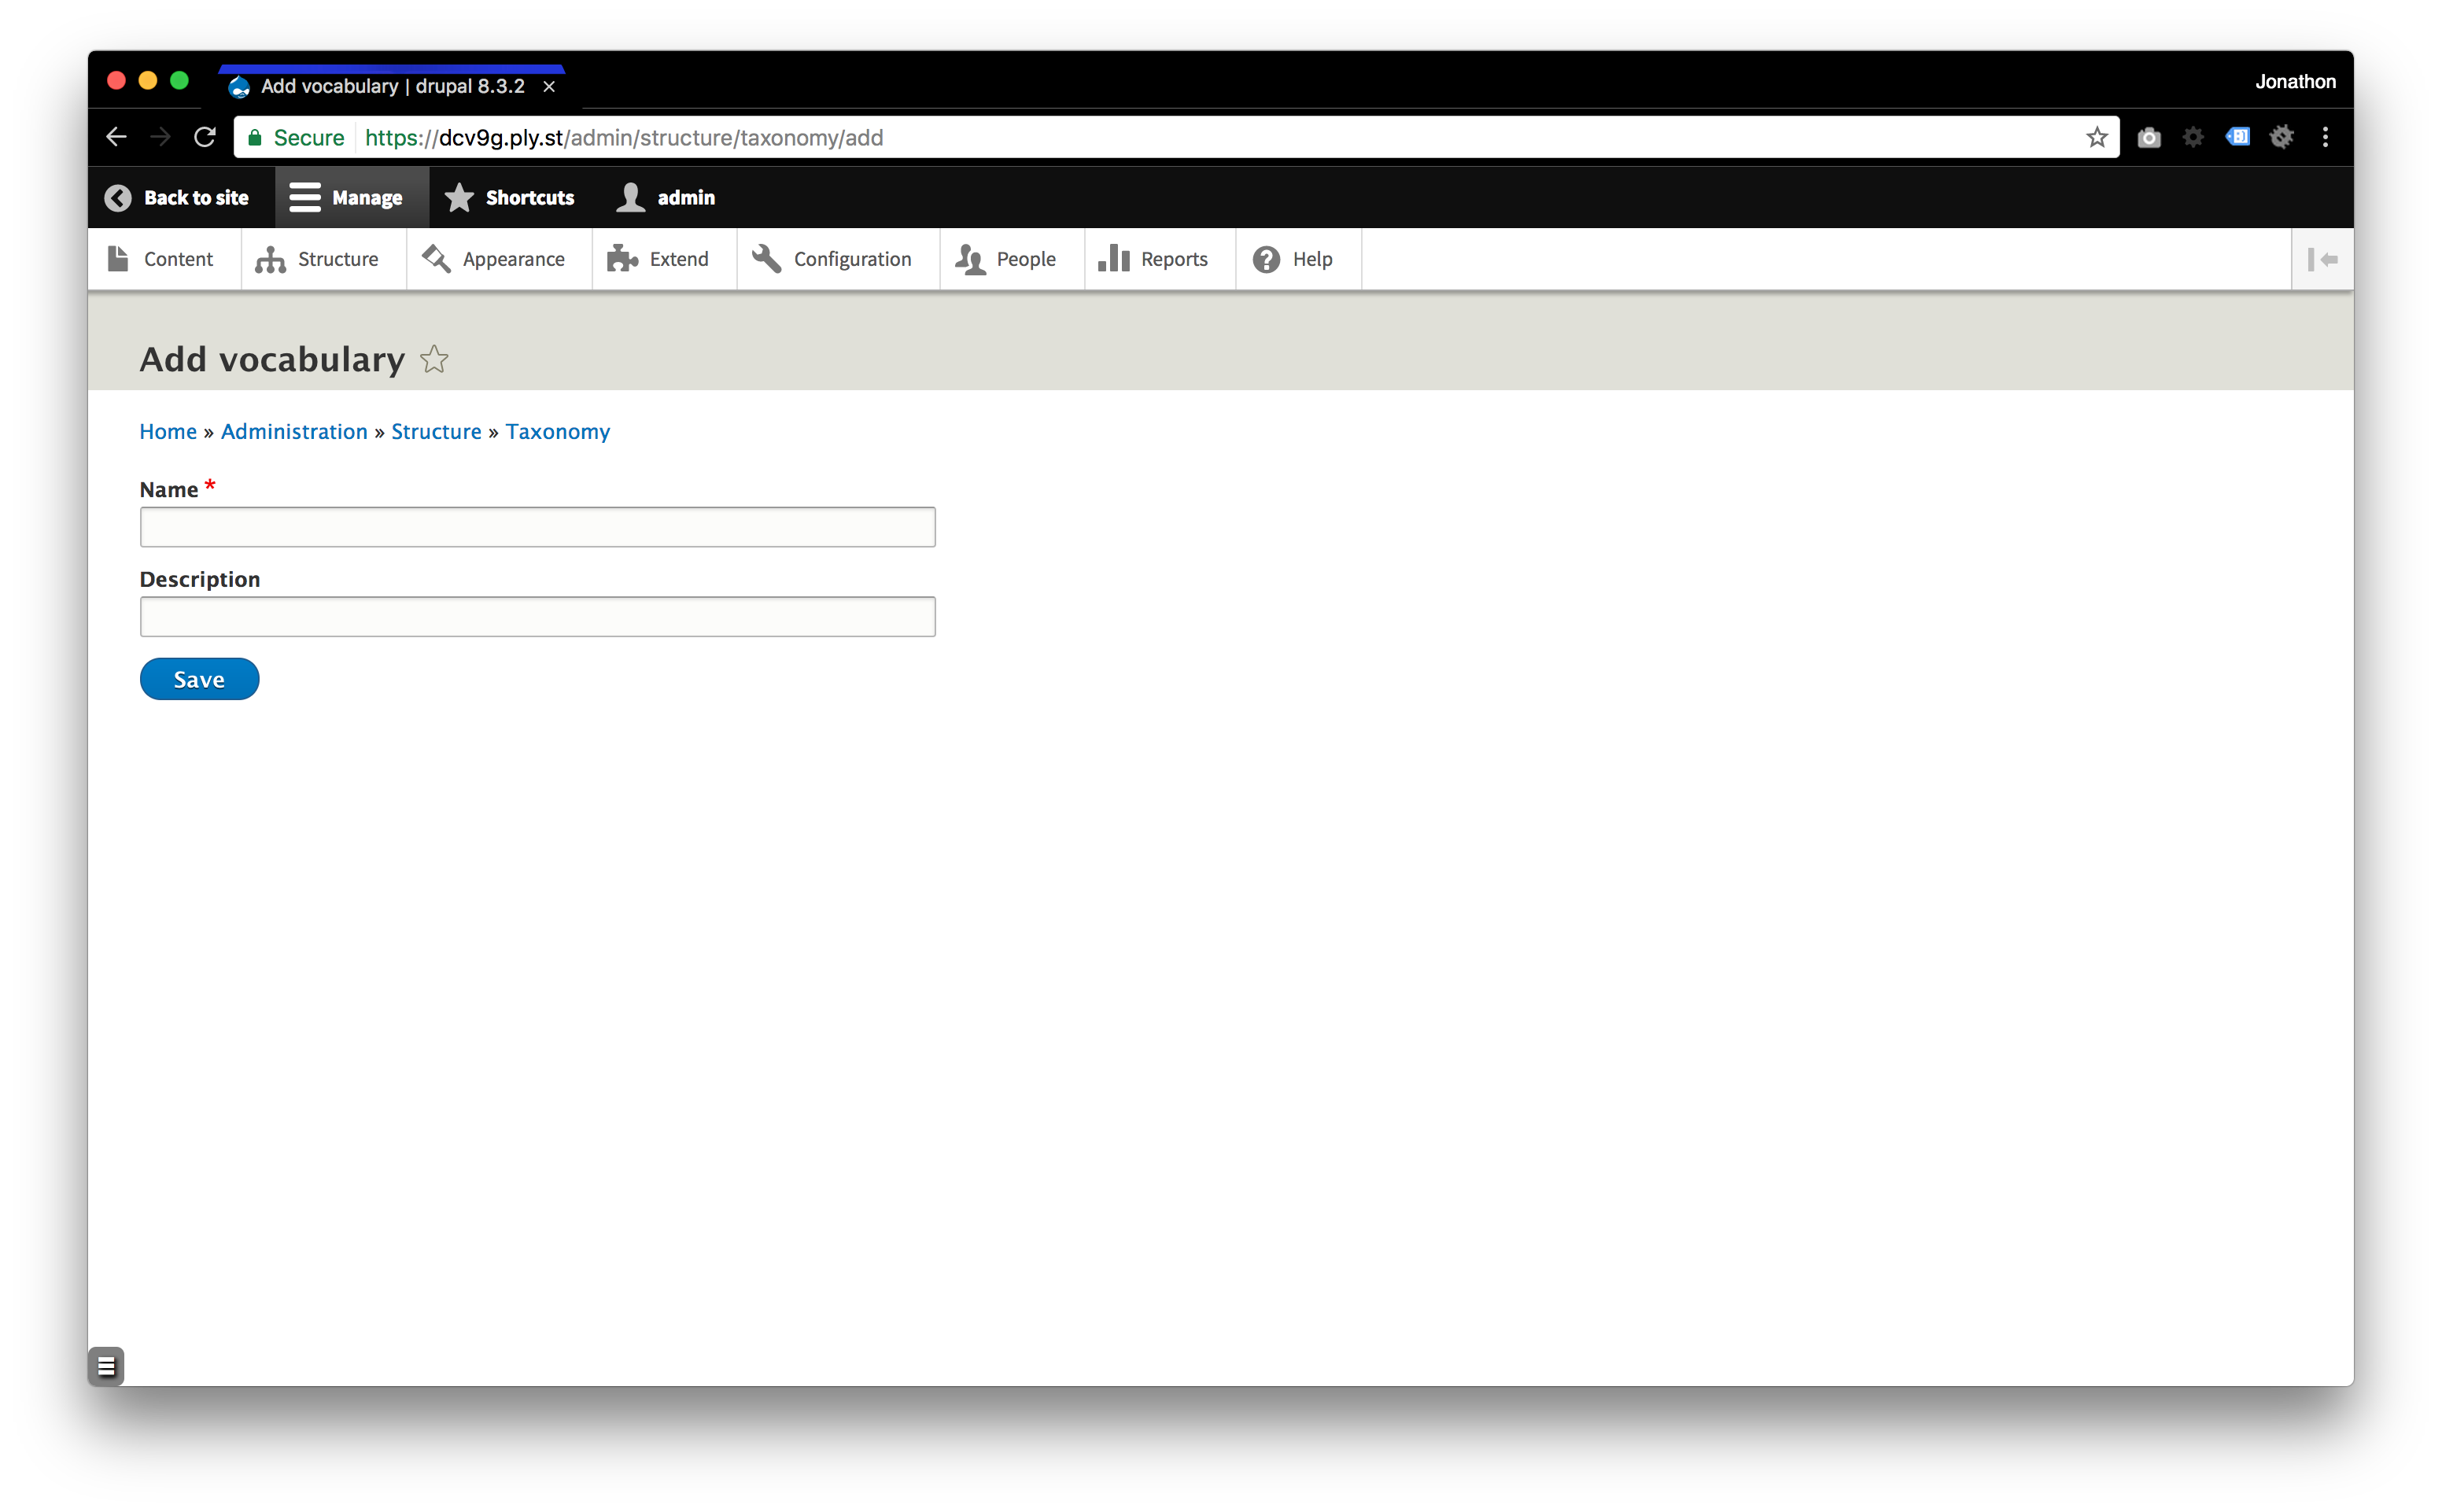 Add vocabulary | drupal 8.3.2
Jonathon
Secure https://dcv9g.ply.st/admin/structure/taxonomy/add
Back to site Manage Shortcuts admin
Content Structure Appearance Extend Configuration People Reports Help
Add vocabulary
Home » Administration » Structure » Taxonomy
Name *
Description
Save